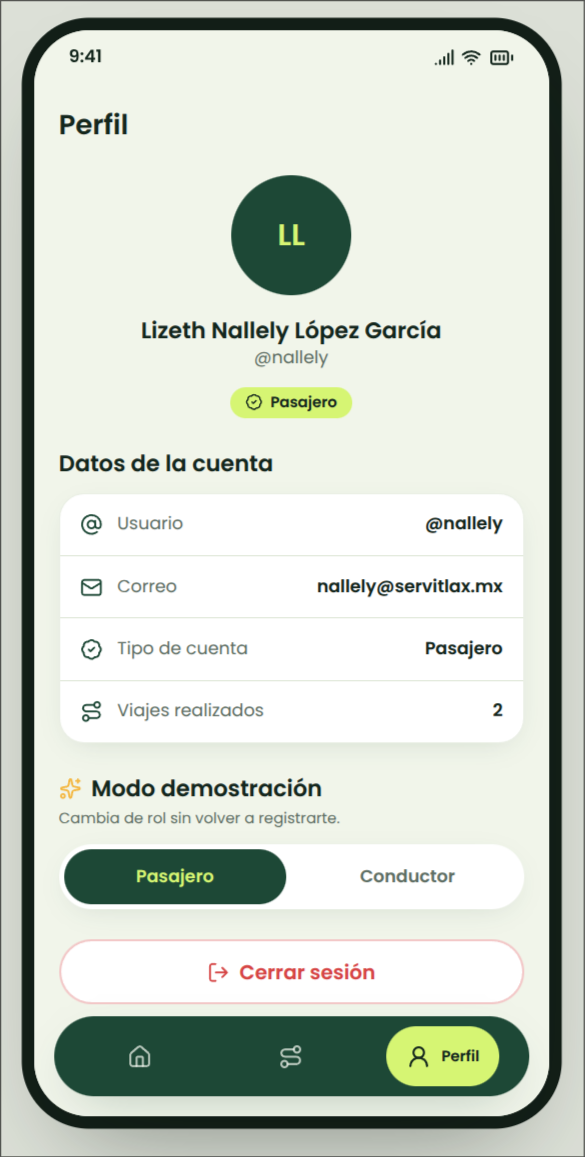 9:41
Perfil
LL
Lizeth Nallely López García
@nallely
Pasajero
Datos de la cuenta
Usuario @nallely
Correo nallely@servitlax.mx
Tipo de cuenta Pasajero
Viajes realizados 2
Modo demostración
Cambia de rol sin volver a registrarte.
Pasajero Conductor
Cerrar sesión
Perfil